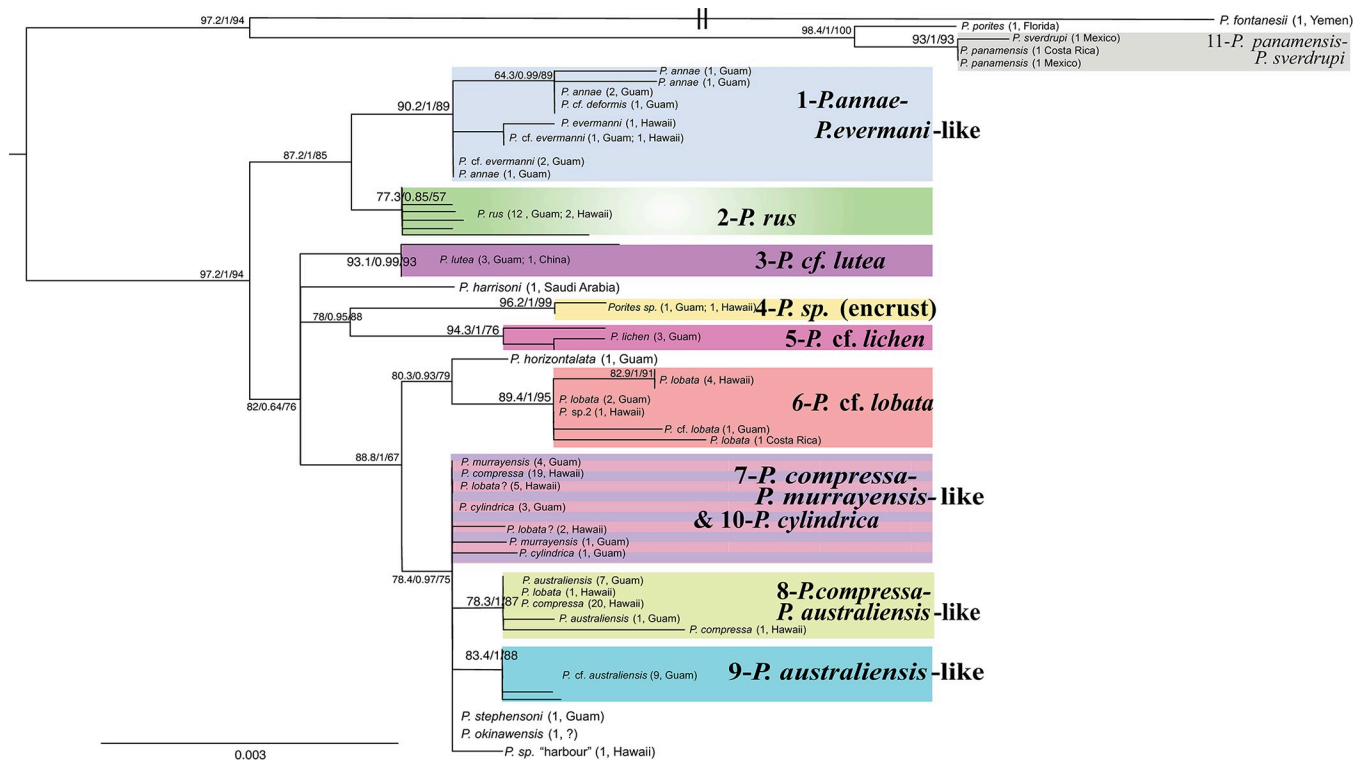 97.2/1/94
P. fontanesii (1, Yemen)
98.4/1/100
P. porites (1, Florida)
93/1/93
P. sverdrupi (1 Mexico)
P. panamensis (1 Costa Rica)
P. panamensis (1 Mexico)
11-P. panamensis-
P. sverdrupi
64.3/0.99/89
P. annae (1, Guam)
P. annae (1, Guam)
P. annae (2, Guam)
P. cf. deformis (1, Guam)
90.2/1/89
P. evermanni (1, Hawaii)
P. cf. evermanni (1, Guam; 1, Hawaii)
P. cf. evermanni (2, Guam)
P. annae (1, Guam)
1-P.annae-
P.evermani-like
87.2/1/85
77.3/0.85/57
P. rus (12 , Guam; 2, Hawaii)
2-P. rus
97.2/1/94
93.1/0.99/93
P. lutea (3, Guam; 1, China)
3-P. cf. lutea
P. harrisoni (1, Saudi Arabia)
78/0.95/88
96.2/1/99
Porites sp. (1, Guam; 1, Hawaii)
4-P. sp. (encrust)
94.3/1/76
P. lichen (3, Guam)
5-P. cf. lichen
P. horizontalata (1, Guam)
80.3/0.93/79
82.9/1/91
P. lobata (4, Hawaii)
89.4/1/95
P. lobata (2, Guam)
P. sp.2 (1, Hawaii)
P. cf. lobata (1, Guam)
P. lobata (1 Costa Rica)
6-P. cf. lobata
82/0.64/76
88.8/1/67
P. murrayensis (4, Guam)
P. compressa (19, Hawaii)
P. lobata? (5, Hawaii)
P. cylindrica (3, Guam)
P. lobata? (2, Hawaii)
P. murrayensis (1, Guam)
P. cylindrica (1, Guam)
7-P. compressa-
P. murrayensis-like
& 10-P. cylindrica
78.4/0.97/75
P. australiensis (7, Guam)
P. lobata (1, Hawaii)
P. compressa (20, Hawaii)
78.3/1/87
P. australiensis (1, Guam)
P. compressa (1, Hawaii)
8-P.compressa-
P. australiensis-like
83.4/1/88
P. cf. australiensis (9, Guam)
9-P. australiensis-like
P. stephensoni (1, Guam)
P. okinawensis (1, ?)
P. sp. “harbour” (1, Hawaii)
0.003